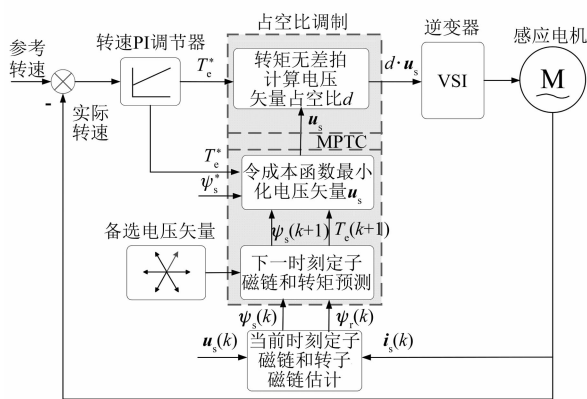 占空比调制
逆变器
感应电机
参考
转速
转速PI调节器
T*e
转矩无差拍
计算电压
矢量占空比d
d·us
VSI
M
-
实际
转速
us
MPTC
T*e
ψ*s
令成本函数最小
化电压矢量us
备选电压矢量
ψs(k+1)
Te(k+1)
下一时刻定子
磁链和转矩预测
ψs(k)
ψr(k)
us(k)
当前时刻定子
磁链和转子
磁链估计
is(k)